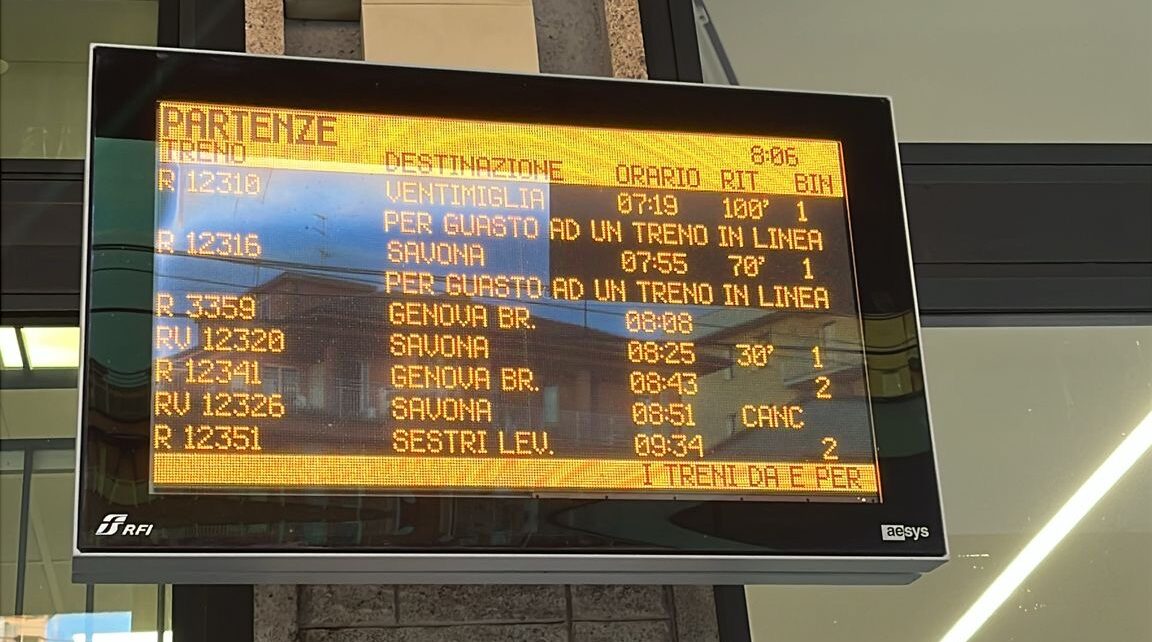 PARTENZE 8:06
TRENO DESTINAZIONE ORARIO RIT BIN
R 12310 VENTIMIGLIA 07:19 100' 1
PER GUASTO AD UN TRENO IN LINEA
R 12316 SAVONA 07:55 70' 1
PER GUASTO AD UN TRENO IN LINEA
R 3359 GENOVA BR. 08:08
RV 12320 SAVONA 08:25 30' 1
R 12341 GENOVA BR. 08:43 2
RV 12326 SAVONA 08:51 CANC
R 12351 SESTRI LEV. 09:34 2
I TRENI DA E PER
RFI aesys